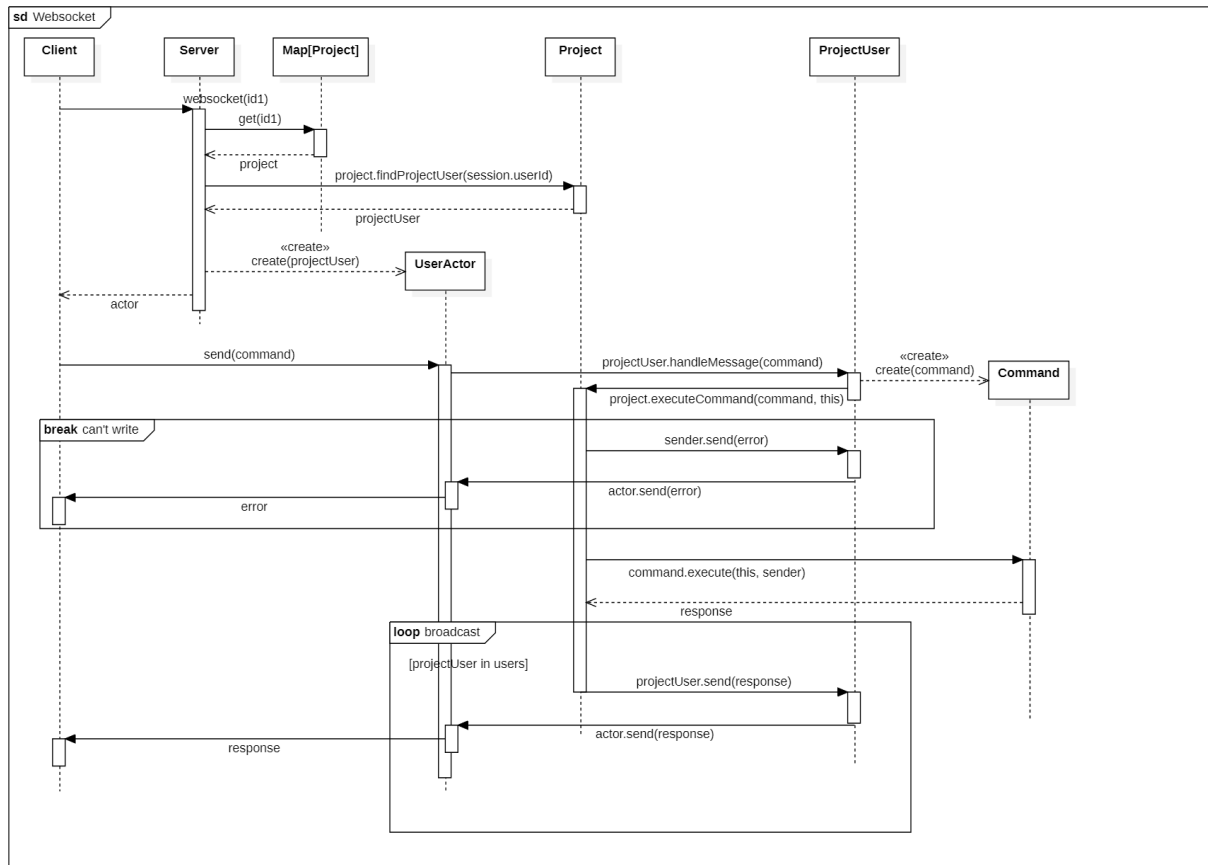 sd Websocket
Client
Server
Map[Project]
Project
ProjectUser
websocket(id1)
get(id1)
project
project.findProjectUser(session.userId)
projectUser
«create»
create(projectUser)
UserActor
actor
send(command)
projectUser.handleMessage(command)
«create»
create(command)
Command
project.executeCommand(command, this)
break can't write
sender.send(error)
actor.send(error)
error
command.execute(this, sender)
response
loop broadcast
[projectUser in users]
projectUser.send(response)
actor.send(response)
response